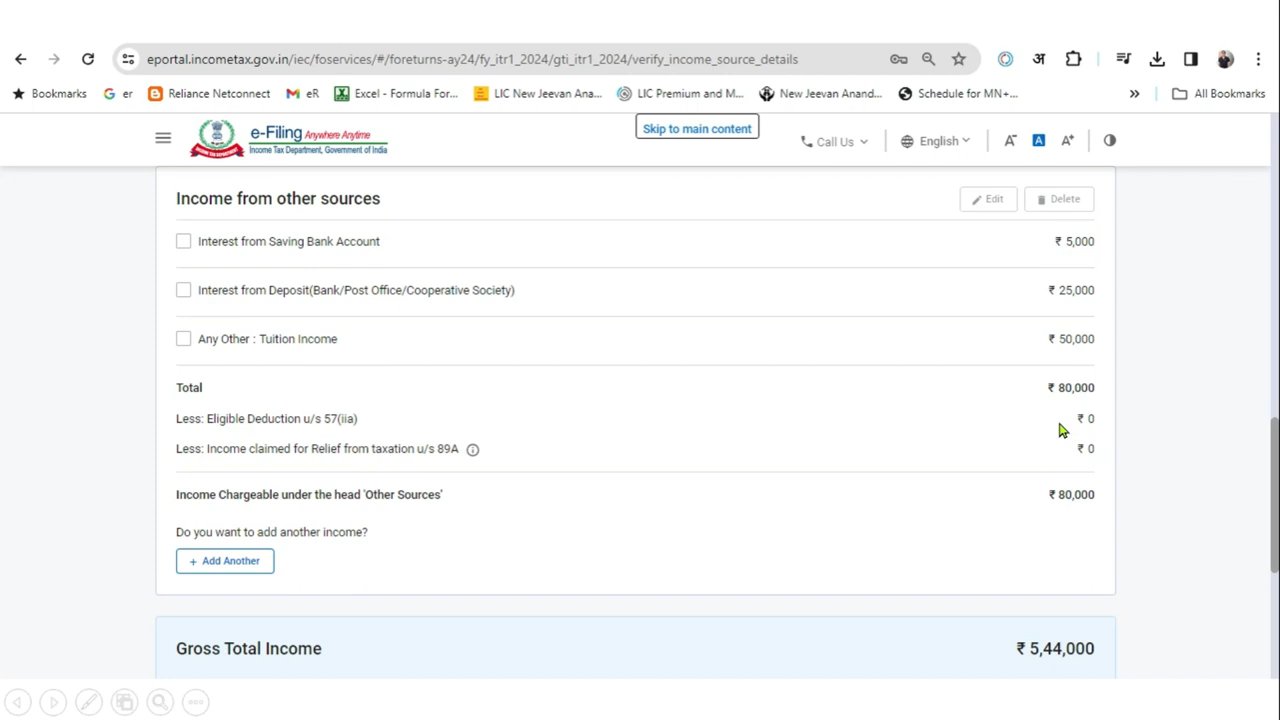 eportal.incometax.gov.in/iec/foservices/#/foreturns-ay24/fy_itr1_2024/gti_itr1_2024/verify_income_source_details
अ
Bookmarks er Reliance Netconnect eR Excel - Formula For... LIC New Jeevan Ana... LIC Premium and M... New Jeevan Anand... Schedule for MN+... » All Bookmarks
e-Filing Anywhere Anytime
Income Tax Department, Government of India
Skip to main content
Call Us English A- A A+
Income from other sources Edit Delete
Interest from Saving Bank Account ₹ 5,000
Interest from Deposit(Bank/Post Office/Cooperative Society) ₹ 25,000
Any Other : Tuition Income ₹ 50,000
Total ₹ 80,000
Less: Eligible Deduction u/s 57(iia) ₹ 0
Less: Income claimed for Relief from taxation u/s 89A ₹ 0
Income Chargeable under the head 'Other Sources' ₹ 80,000
Do you want to add another income?
+ Add Another
Gross Total Income ₹ 5,44,000